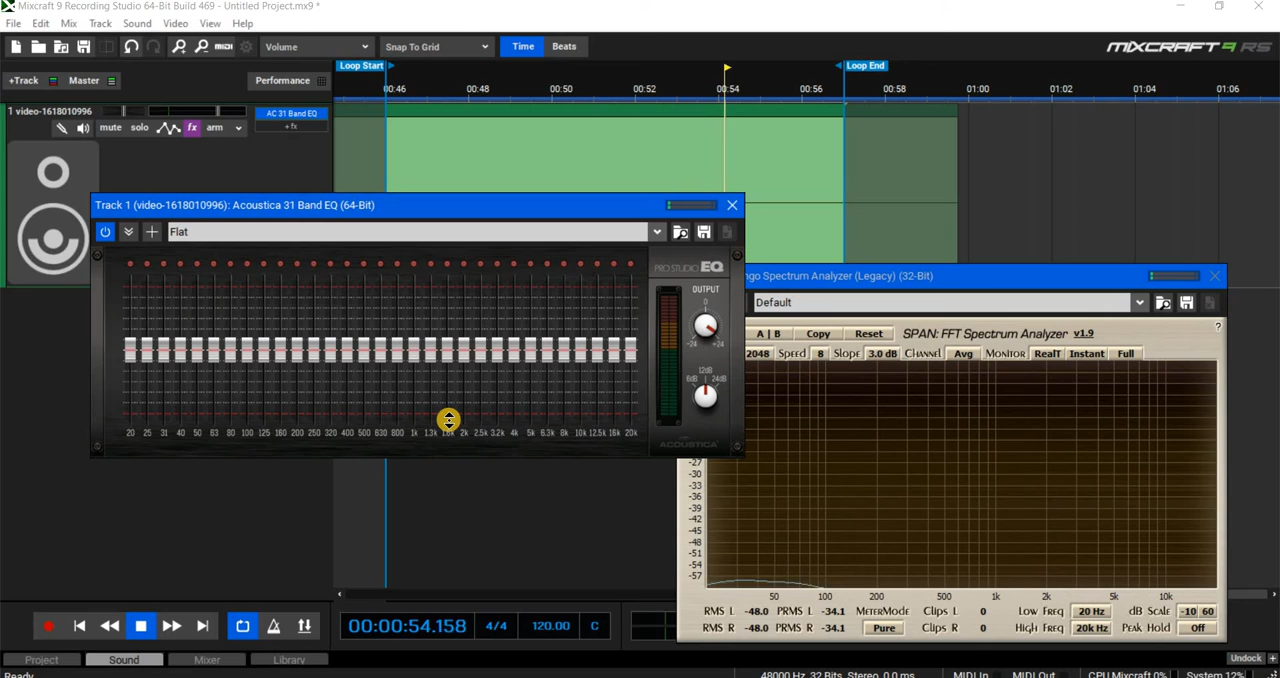 Mixcraft 9 Recording Studio 64-Bit Build 469 - Untitled Project.mx9 *
File Edit Mix Track Sound Video View Help
MIDI Volume Snap To Grid Time Beats MIXCRAFT 9 RS
+Track Master Performance
Loop Start Loop End
00:46 00:48 00:50 00:52 00:54 00:56 00:58 01:00 01:02 01:04 01:06
1 video-1618010996
AC 31 Band EQ
mute solo fx arm
+ fx
Track 1 (video-1618010996): Acoustica 31 Band EQ (64-Bit)
Flat
PRO STUDIO EQ
OUTPUT
0
-24 +24
12dB
6dB 24dB
20 25 31 40 50 63 80 100 125 160 200 250 320 400 500 630 800 1k 1.3k 1.6k 2k 2.5k 3.2k 4k 5k 6.3k 8k 10k 12.5k 16k 20k
ACOUSTICA
ngo Spectrum Analyzer (Legacy) (32-Bit)
Default
A | B Copy Reset SPAN: FFT Spectrum Analyzer v1.9 ?
2048 Speed 8 Slope 3.0 dB Channel Avg Monitor RealT Instant Full
-27
-30
-33
-36
-39
-42
-45
-48
-51
-54
-57
50 100 200 500 1k 2k 5k 10k
RMS L -48.0 PRMS L -34.1 MeterMode Clips L 0 Low Freq 20 Hz dB Scale -10 60
RMS R -48.0 PRMS R -34.1 Pure Clips R 0 High Freq 20k Hz Peak Hold Off
00:00:54.158 4/4 120.00 C
Project Sound Mixer Library Undock +
Ready 48000 Hz, 32 Bits, Stereo, 0.0 ms MIDI In MIDI Out CPU Mixcraft 0% System 12%